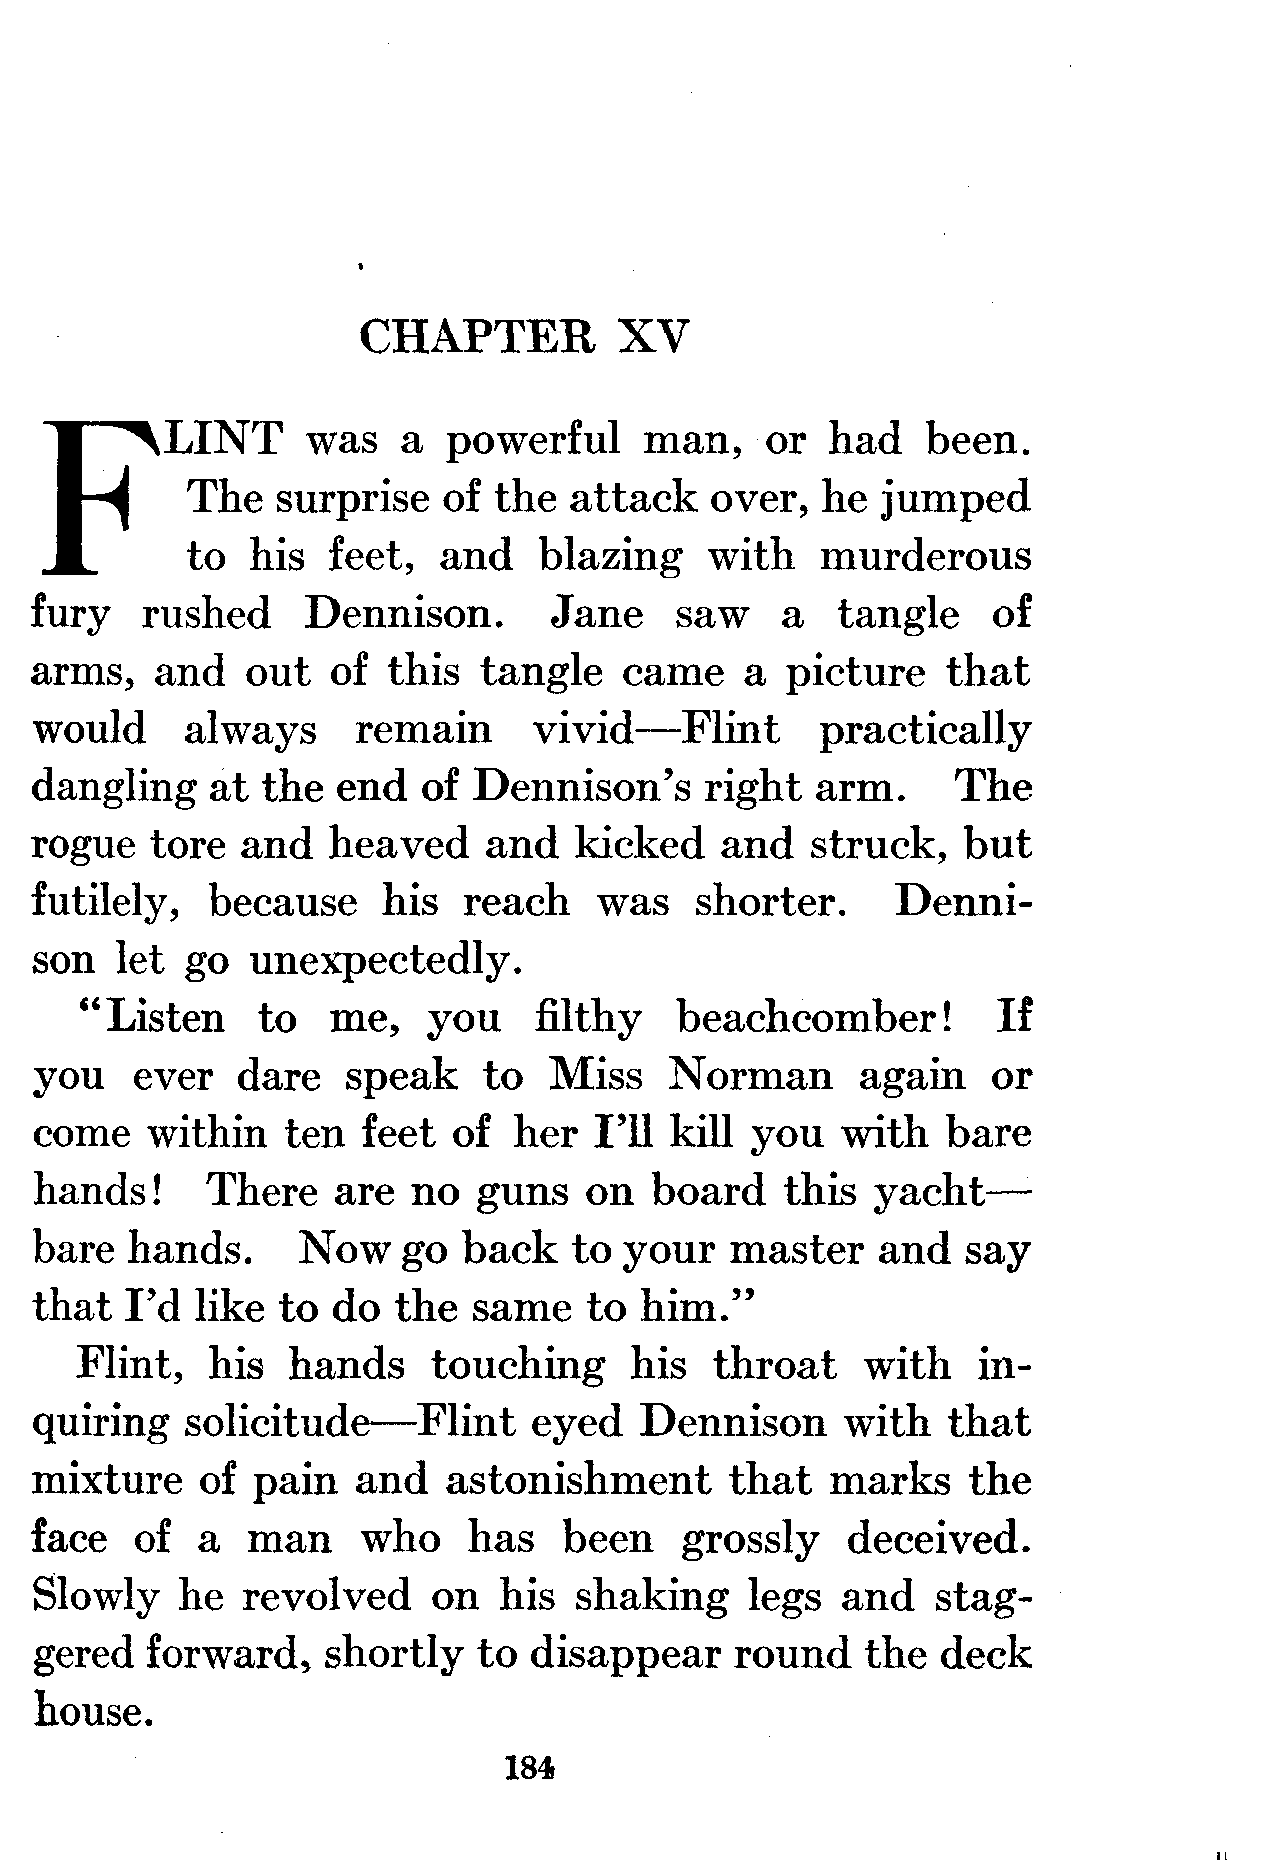 CHAPTER XV
FLINT was a powerful man, or had been.
The surprise of the attack over, he jumped
to his feet, and blazing with murderous
fury rushed Dennison. Jane saw a tangle of
arms, and out of this tangle came a picture that
would always remain vivid—Flint practically
dangling at the end of Dennison's right arm. The
rogue tore and heaved and kicked and struck, but
futilely, because his reach was shorter. Denni-
son let go unexpectedly.
"Listen to me, you filthy beachcomber! If
you ever dare speak to Miss Norman again or
come within ten feet of her I'll kill you with bare
hands! There are no guns on board this yacht—
bare hands. Now go back to your master and say
that I'd like to do the same to him."
Flint, his hands touching his throat with in-
quiring solicitude—Flint eyed Dennison with that
mixture of pain and astonishment that marks the
face of a man who has been grossly deceived.
Slowly he revolved on his shaking legs and stag-
gered forward, shortly to disappear round the deck
house.
184